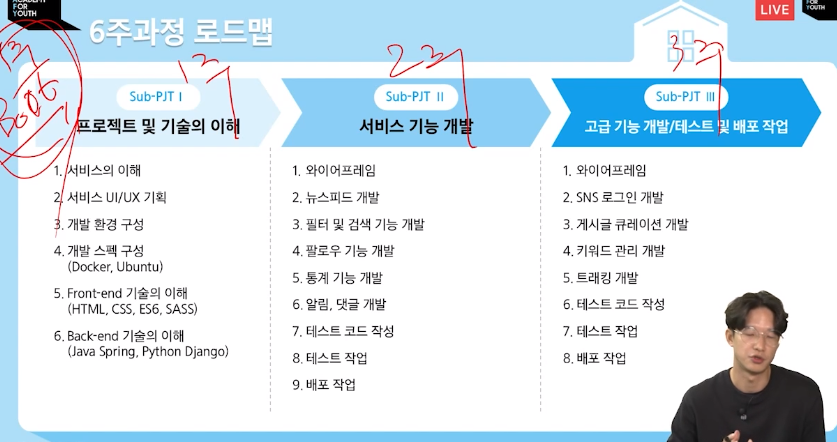 ACADEMY
FOR
YOUTH
6주과정 로드맵
LIVE
FOR
YOUTH
1주
2주
3주
Sub-PJT Ⅰ
프로젝트 및 기술의 이해
1. 서비스의 이해
2. 서비스 UI/UX 기획
3. 개발 환경 구성
4. 개발 스펙 구성
(Docker, Ubuntu)
5. Front-end 기술의 이해
(HTML, CSS, ES6, SASS)
6. Back-end 기술의 이해
(Java Spring, Python Django)
Sub-PJT Ⅱ
서비스 기능 개발
1. 와이어프레임
2. 뉴스피드 개발
3. 필터 및 검색 기능 개발
4. 팔로우 기능 개발
5. 통계 기능 개발
6. 알림, 댓글 개발
7. 테스트 코드 작성
8. 테스트 작업
9. 배포 작업
Sub-PJT Ⅲ
고급 기능 개발/테스트 및 배포 작업
1. 와이어프레임
2. SNS 로그인 개발
3. 게시글 큐레이션 개발
4. 키워드 관리 개발
5. 트래킹 개발
6. 테스트 코드 작성
7. 테스트 작업
8. 배포 작업